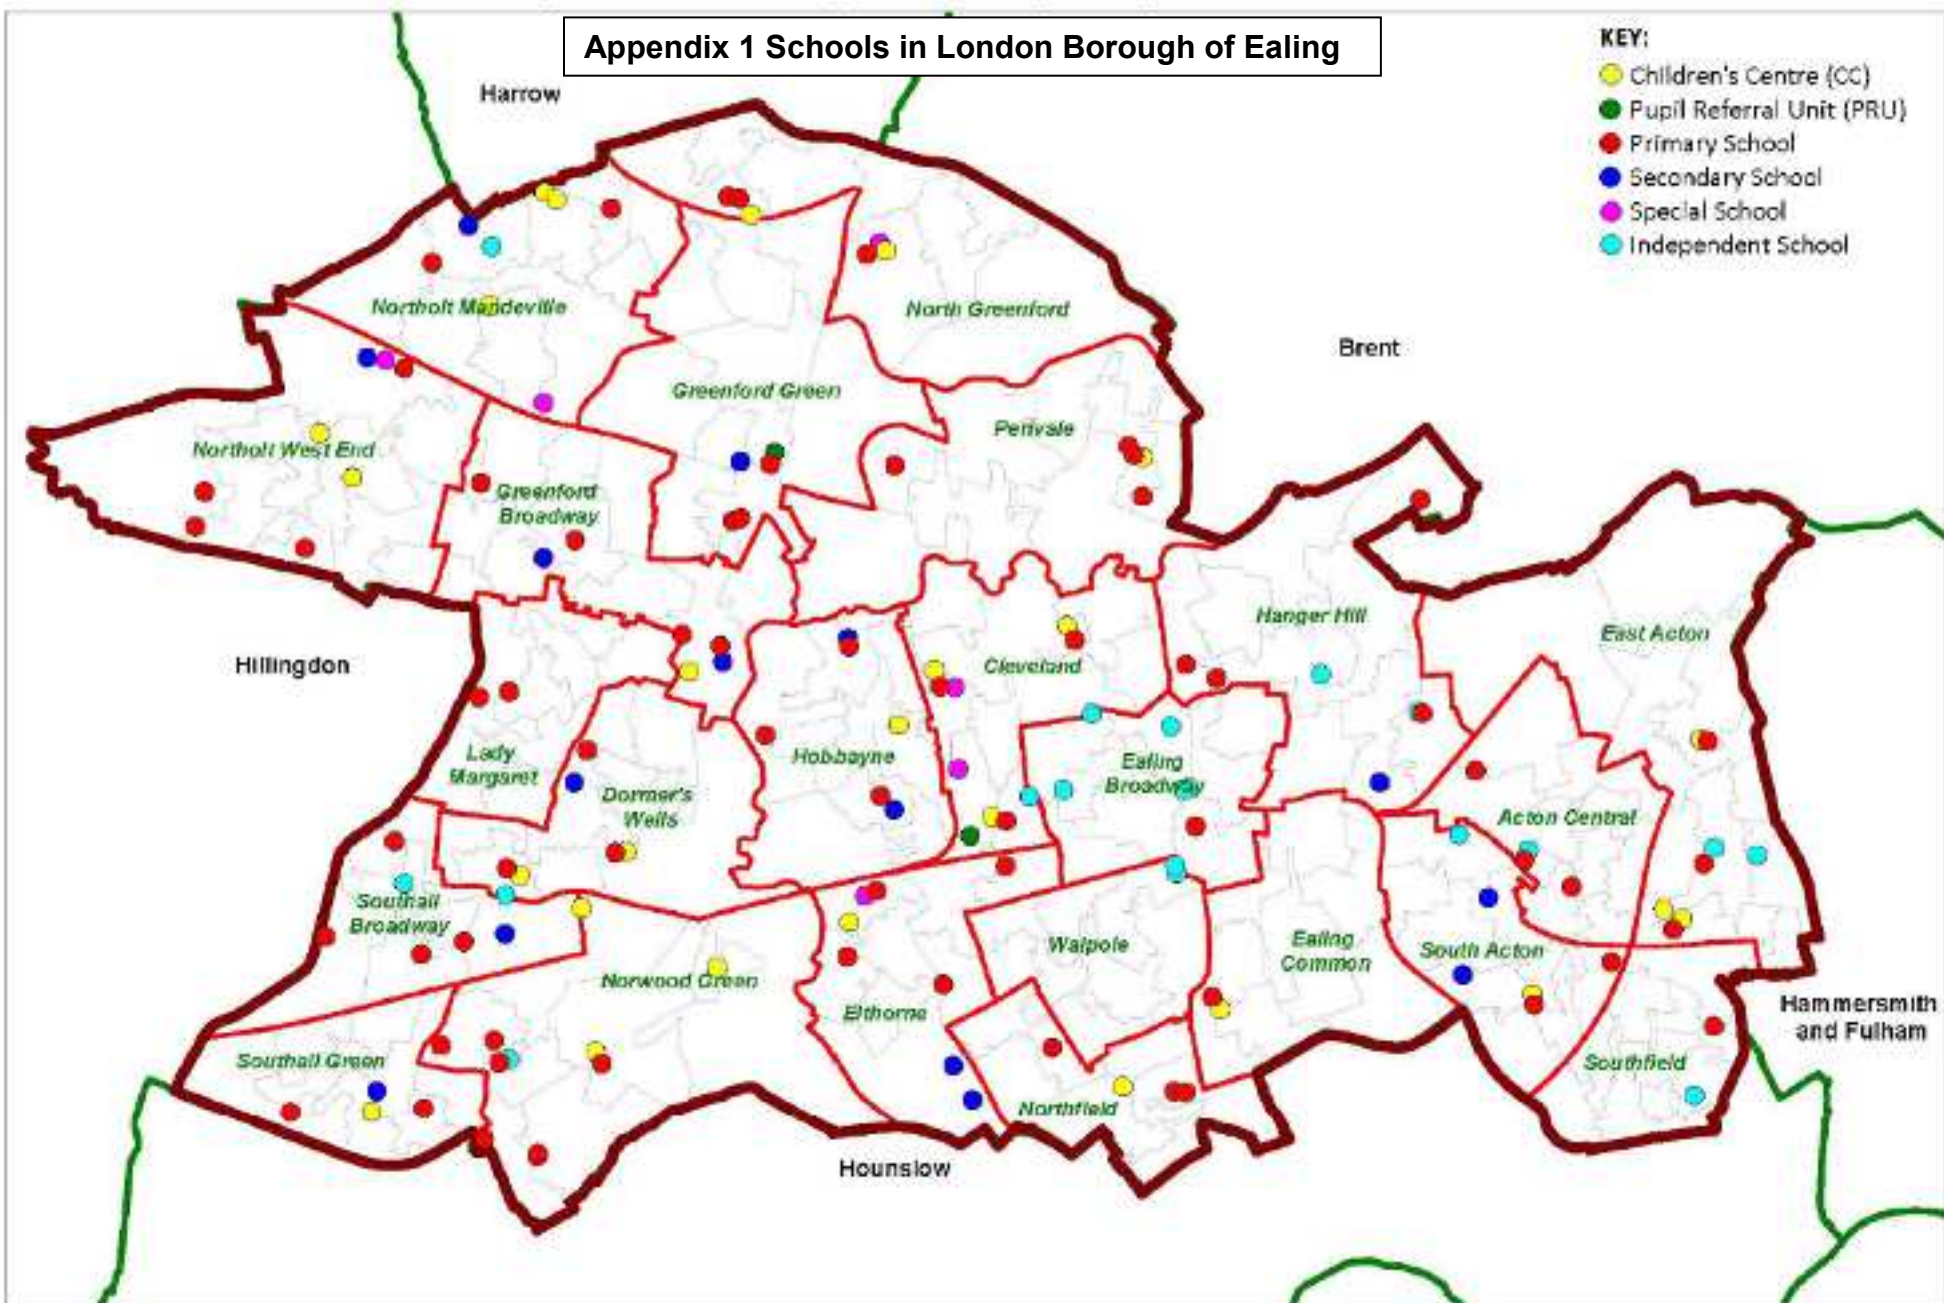 Appendix 1 Schools in London Borough of Ealing
KEY:
Children's Centre (CC)
Pupil Referral Unit (PRU)
Primary School
Secondary School
Special School
Independent School
Harrow
Northolt Mandeville
North Greenford
Brent
Greenford Green
Perivale
Northolt West End
Greenford
Broadway
Hanger Hill
East Acton
Hillingdon
Cleveland
Lady
Margaret
Hobbayne
Ealing
Broadway
Dormer's
Wells
Acton Central
Southall
Broadway
Walpole
Ealing
Common
South Acton
Norwood Green
Elthorne
Hammersmith
and Fulham
Southall Green
Southfield
Northfield
Hounslow